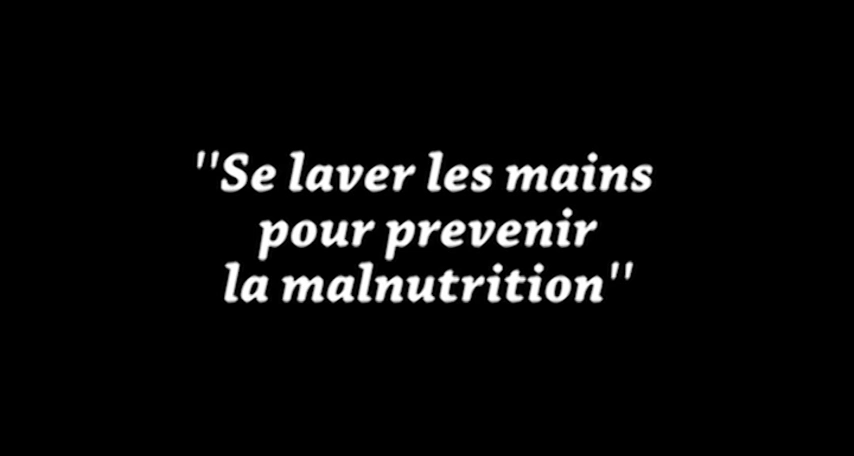 "Se laver les mains
pour prevenir
la malnutrition"